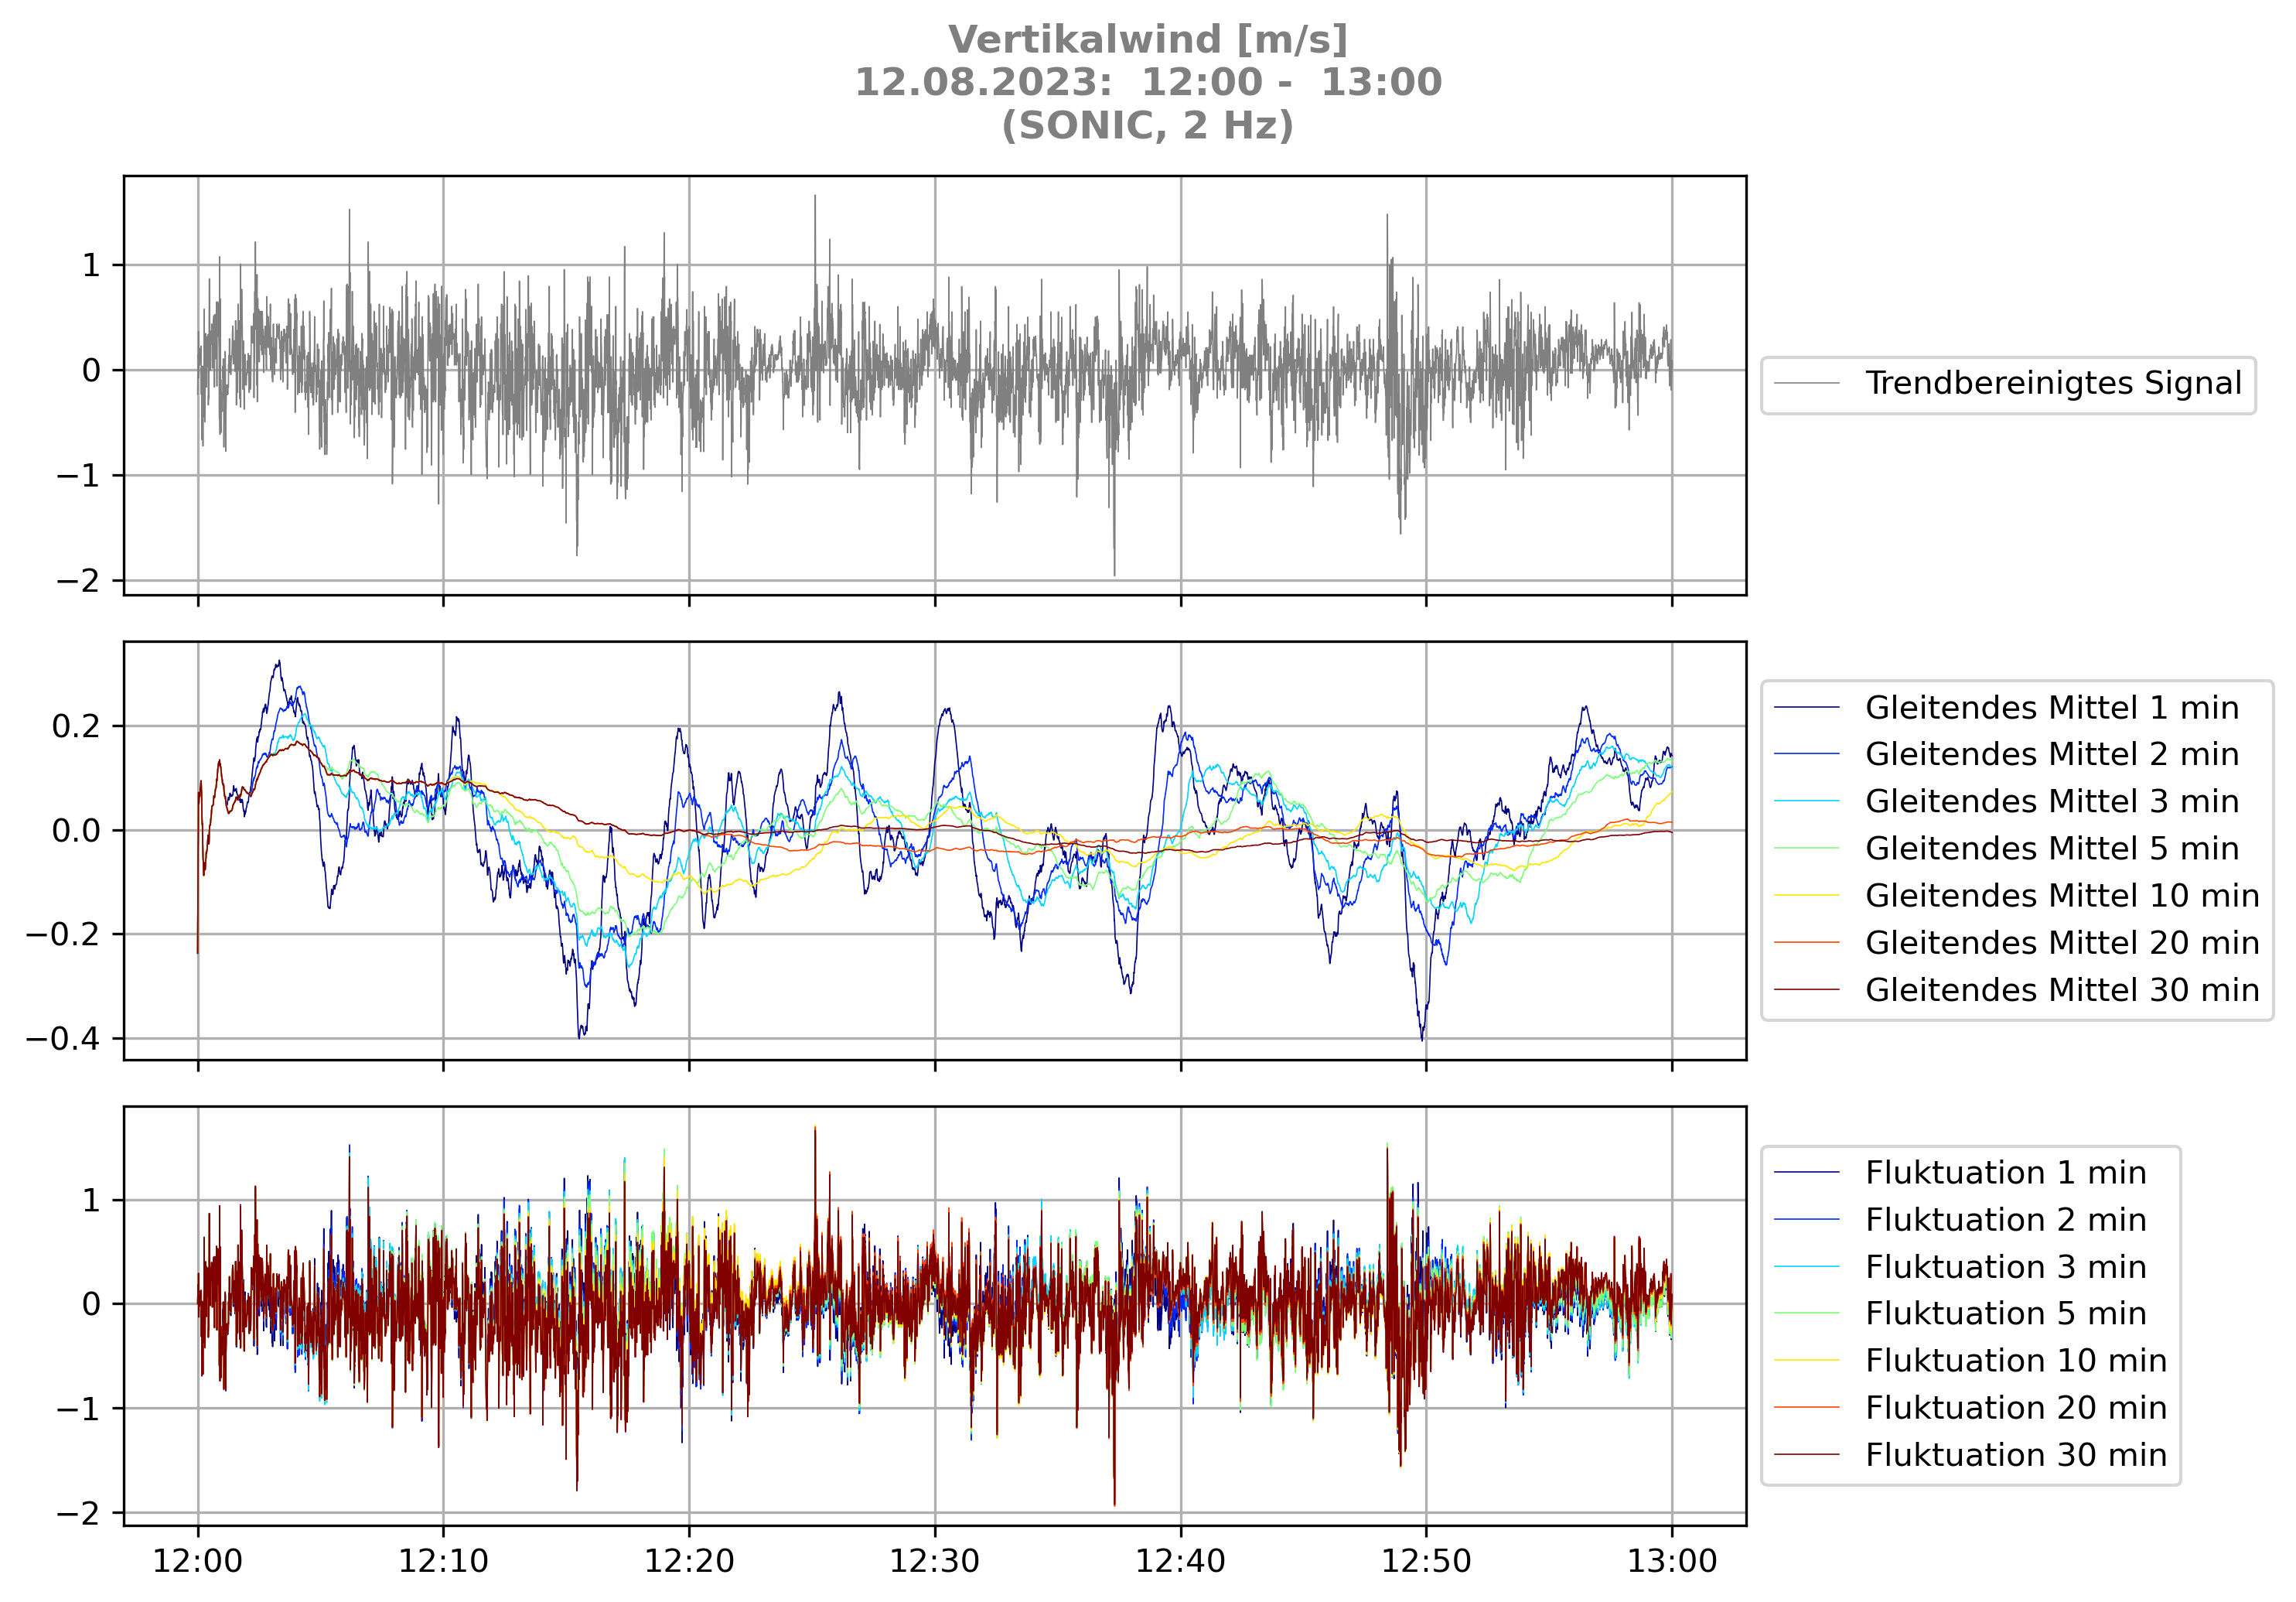 Vertikalwind [m/s]
12.08.2023:  12:00 -  13:00
(SONIC, 2 Hz)
1
0
−1
−2
Trendbereinigtes Signal
0.2
0.0
−0.2
−0.4
Gleitendes Mittel 1 min
Gleitendes Mittel 2 min
Gleitendes Mittel 3 min
Gleitendes Mittel 5 min
Gleitendes Mittel 10 min
Gleitendes Mittel 20 min
Gleitendes Mittel 30 min
1
0
−1
−2
Fluktuation 1 min
Fluktuation 2 min
Fluktuation 3 min
Fluktuation 5 min
Fluktuation 10 min
Fluktuation 20 min
Fluktuation 30 min
12:00 12:10 12:20 12:30 12:40 12:50 13:00